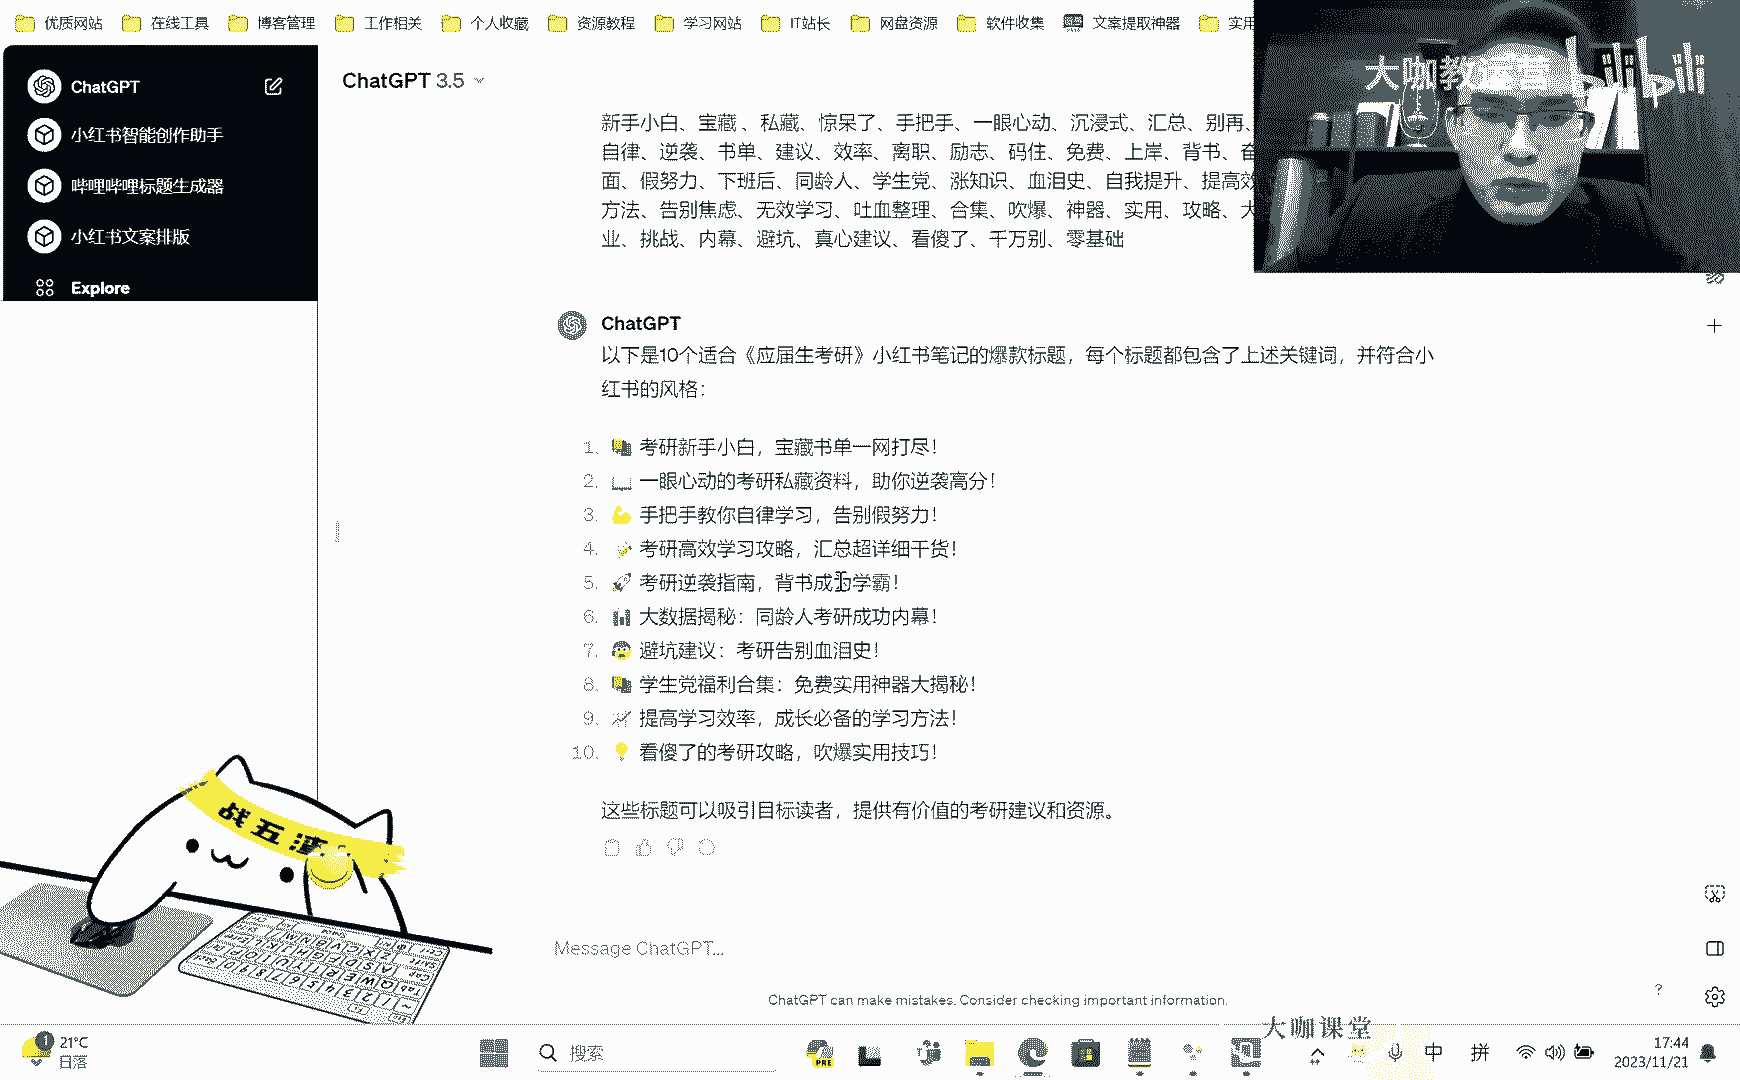 优质网站 在线工具 博客管理 工作相关 个人收藏 资源教程 学习网站 IT站长 网盘资源 软件收集 文案提取神器 实用
ChatGPT
小红书智能创作助手
哔哩哔哩标题生成器
小红书文案排版
Explore
ChatGPT 3.5
大咖教运营
bilibili
新手小白、宝藏 、私藏、惊呆了、手把手、一眼心动、沉浸式、汇总、别再、
自律、逆袭、书单、建议、效率、离职、励志、码住、免费、上岸、背书、奋
面、假努力、下班后、同龄人、学生党、涨知识、血泪史、自我提升、提高效
方法、告别焦虑、无效学习、吐血整理、合集、吹爆、神器、实用、攻略、大
业、挑战、内幕、避坑、真心建议、看傻了、千万别、零基础
ChatGPT
以下是10个适合《应届生考研》小红书笔记的爆款标题，每个标题都包含了上述关键词，并符合小
红书的风格：
1. 考研新手小白，宝藏书单一网打尽！
2. 一眼心动的考研私藏资料，助你逆袭高分！
3. 手把手教你自律学习，告别假努力！
4. 考研高效学习攻略，汇总超详细干货！
5. 考研逆袭指南，背书成为学霸！
6. 大数据揭秘：同龄人考研成功内幕！
7. 避坑建议：考研告别血泪史！
8. 学生党福利合集：免费实用神器大揭秘！
9. 提高学习效率，成长必备的学习方法！
10. 看傻了的考研攻略，吹爆实用技巧！
这些标题可以吸引目标读者，提供有价值的考研建议和资源。
战五渣
Message ChatGPT...
ChatGPT can make mistakes. Consider checking important information.
?
大咖课堂
1
21°C
日落
搜索
PRE
中
拼
17:44
2023/11/21